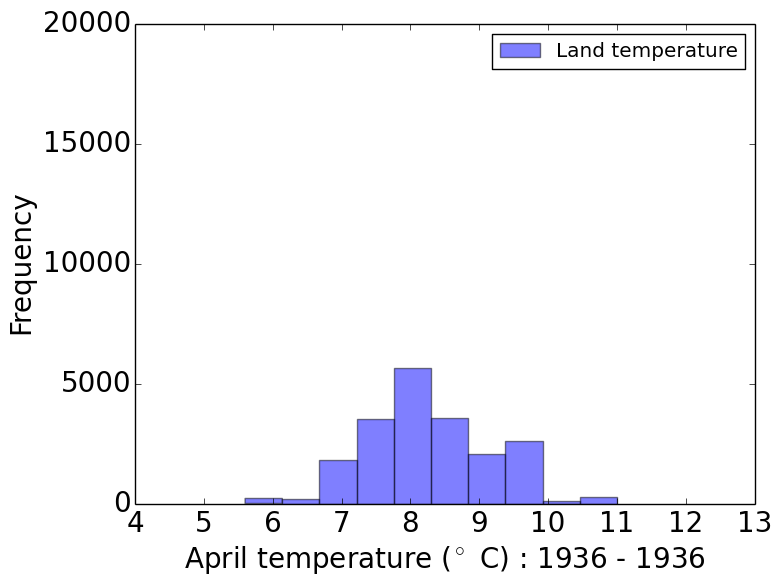 20000
15000
10000
5000
0
Frequency
Land temperature
4 5 6 7 8 9 10 11 12 13
April temperature (° C) : 1936 - 1936